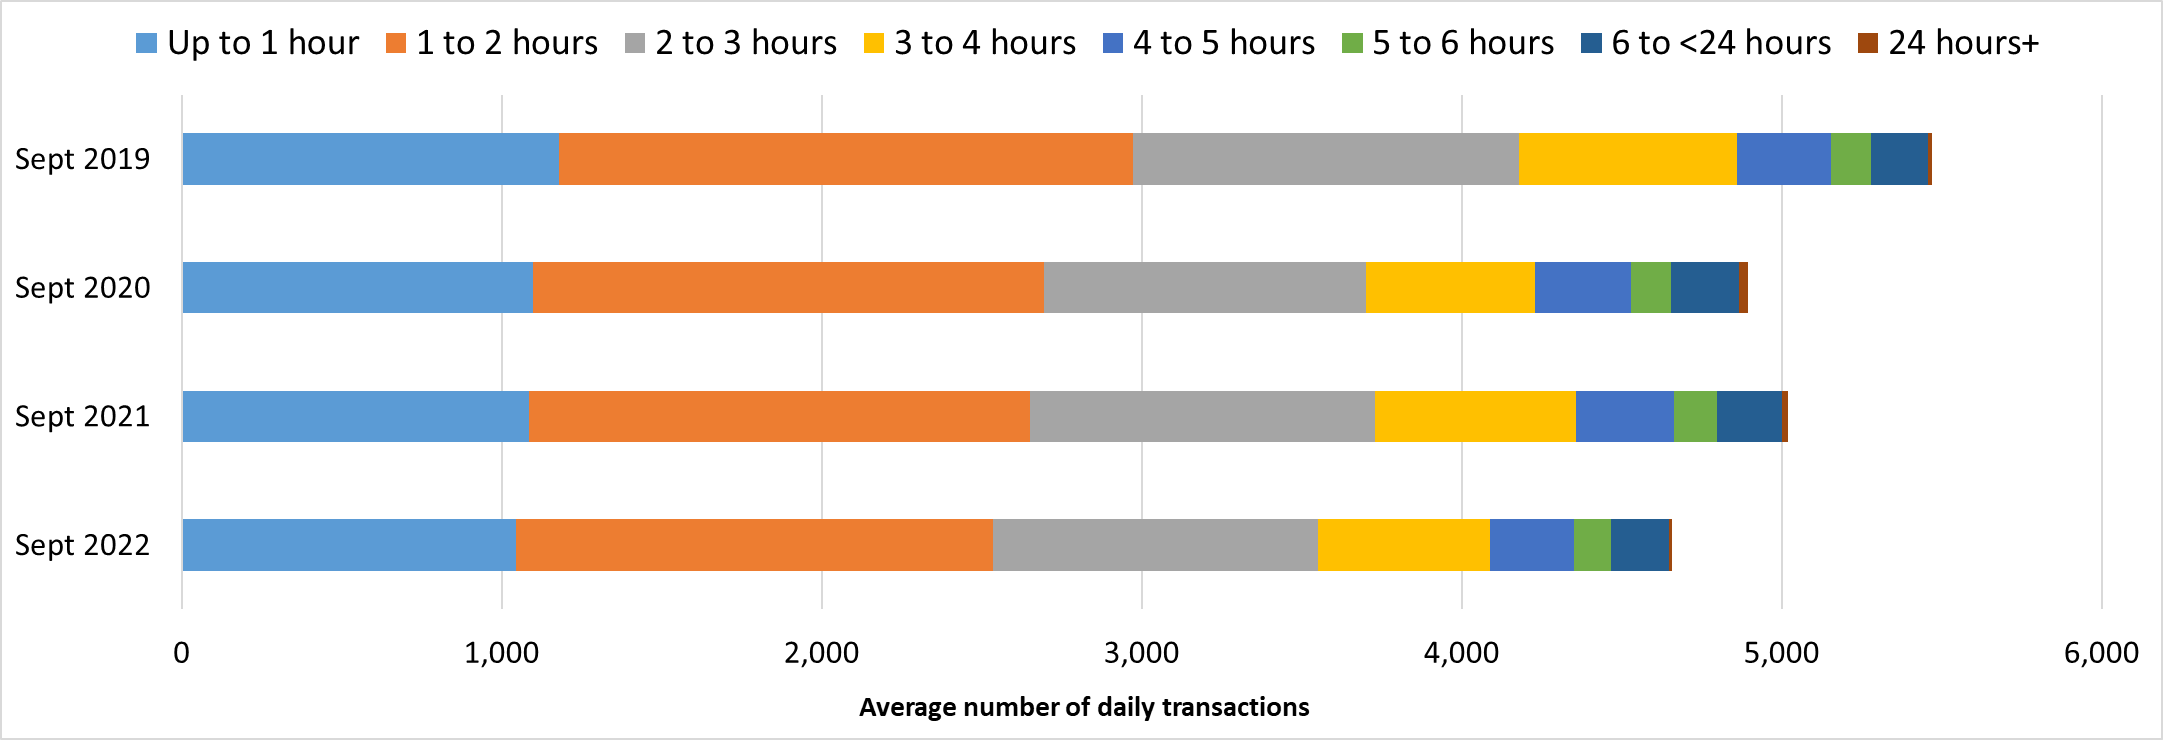 Up to 1 hour 1 to 2 hours 2 to 3 hours 3 to 4 hours 4 to 5 hours 5 to 6 hours 6 to <24 hours 24 hours+
Sept 2019
Sept 2020
Sept 2021
Sept 2022
0 1,000 2,000 3,000 4,000 5,000 6,000
Average number of daily transactions